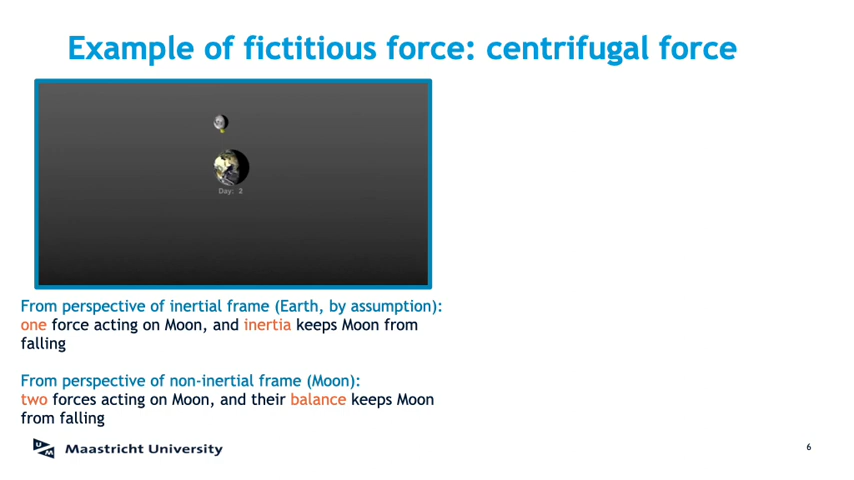 Example of fictitious force: centrifugal force
Day: 2
From perspective of inertial frame (Earth, by assumption):
one force acting on Moon, and inertia keeps Moon from
falling
From perspective of non-inertial frame (Moon):
two forces acting on Moon, and their balance keeps Moon
from falling
UM Maastricht University
6